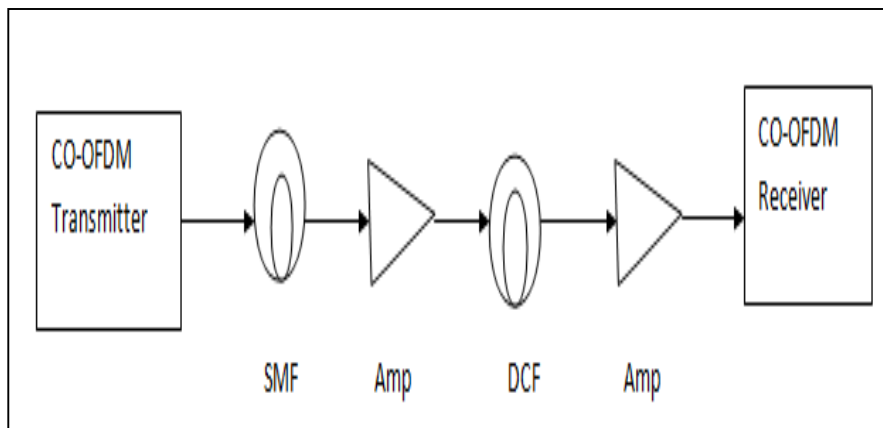 CO-OFDM
Transmitter
CO-OFDM
Receiver
SMF
Amp
DCF
Amp